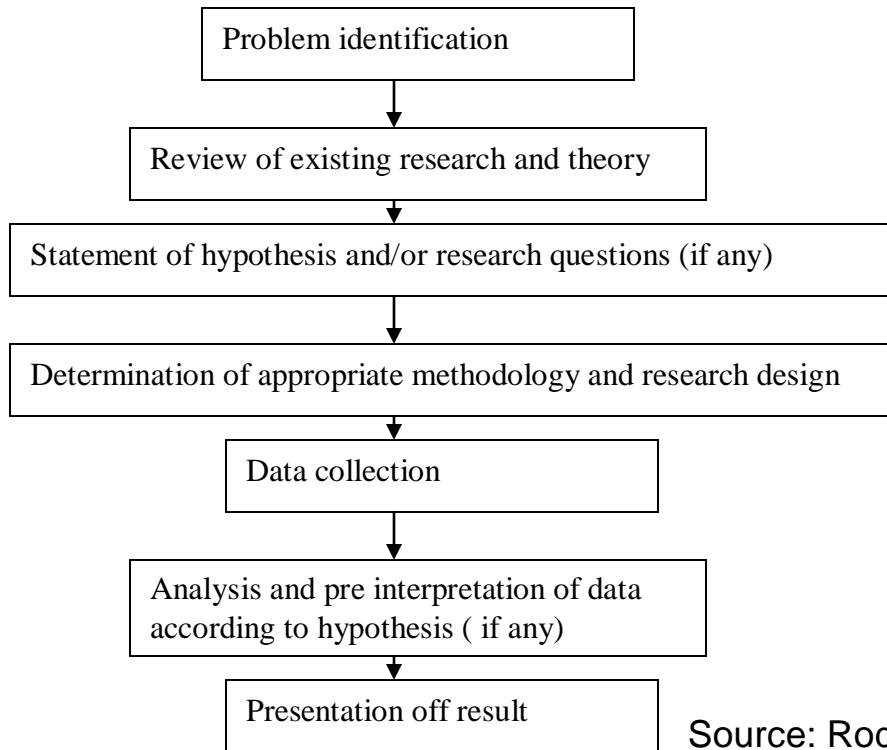 Problem identification
Review of existing research and theory
Statement of hypothesis and/or research questions (if any)
Determination of appropriate methodology and research design
Data collection
Analysis and pre interpretation of data
according to hypothesis ( if any)
Presentation off result
Source: